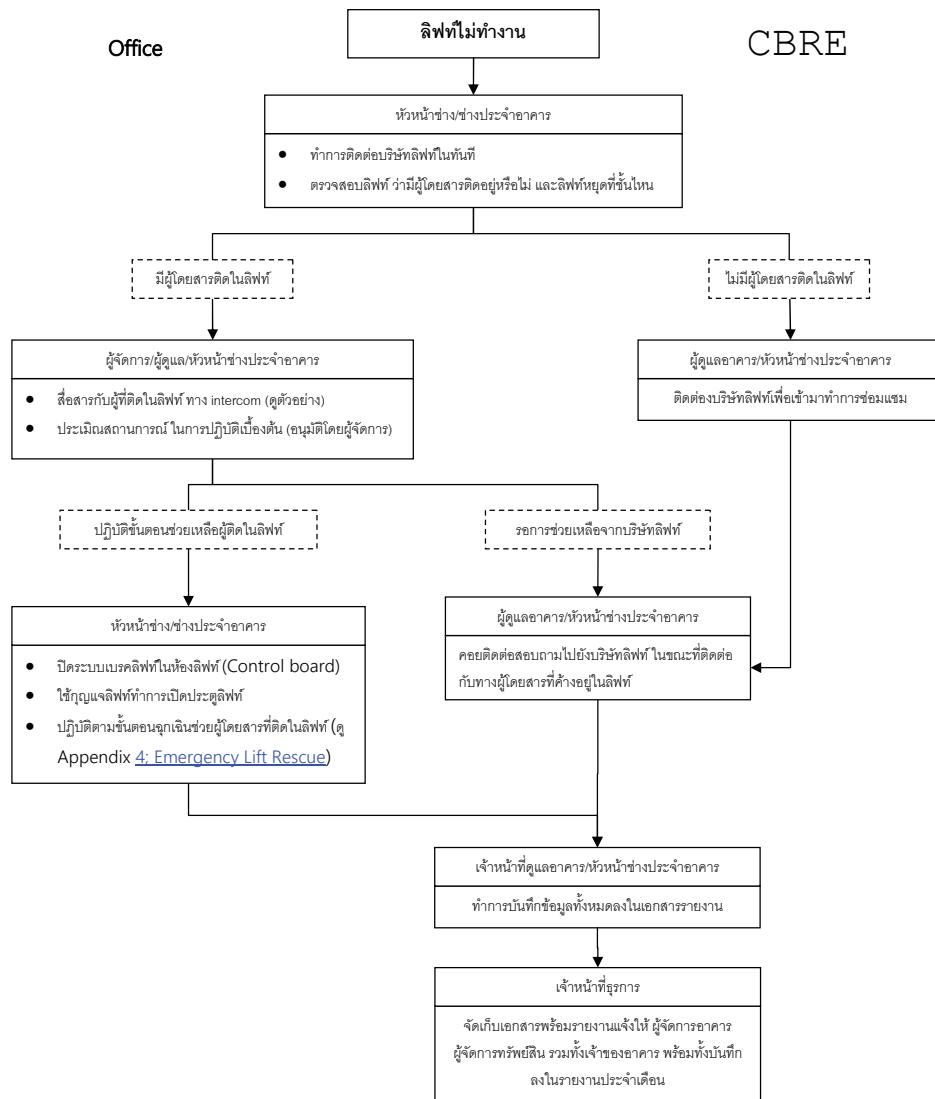 Office
ลิฟท์ไม่ทำงาน
CBRE
หัวหน้าช่าง/ช่างประจำอาคาร
● ทำการติดต่อบริษัทลิฟท์ในทันที
● ตรวจสอบลิฟท์ ว่ามีผู้โดยสารติดอยู่หรือไม่ และลิฟท์หยุดที่ชั้นไหน
มีผู้โดยสารติดในลิฟท์
ไม่มีผู้โดยสารติดในลิฟท์
ผู้จัดการ/ผู้ดูแล/หัวหน้าช่างประจำอาคาร
● สื่อสารกับผู้ที่ติดในลิฟท์ ทาง intercom (ดูตัวอย่าง)
● ประเมิณสถานการณ์ ในการปฏิบัติเบื้องต้น (อนุมัติโดยผู้จัดการ)
ผู้ดูแลอาคาร/หัวหน้าช่างประจำอาคาร
ติดต่องบริษัทลิฟท์เพื่อเข้ามาทำการซ่อมแซม
ปฏิบัติขั้นตอนช่วยเหลือผู้ติดในลิฟท์
รอการช่วยเหลือจากบริษัทลิฟท์
หัวหน้าช่าง/ช่างประจำอาคาร
● ปิดระบบเบรคลิฟท์ในห้องลิฟท์ (Control board)
● ใช้กุญแจลิฟท์ทำการเปิดประตูลิฟท์
● ปฏิบัติตามขั้นตอนฉุกเฉินช่วยผู้โดยสารที่ติดในลิฟท์ (ดู
Appendix 4; Emergency Lift Rescue)
ผู้ดูแลอาคาร/หัวหน้าช่างประจำอาคาร
คอยติดต่อสอบถามไปยังบริษัทลิฟท์ ในขณะที่ติดต่อ
กับทางผู้โดยสารที่ค้างอยู่ในลิฟท์
เจ้าหน้าที่ดูแลอาคาร/หัวหน้าช่างประจำอาคาร
ทำการบันทึกข้อมูลทั้งหมดลงในเอกสารรายงาน
เจ้าหน้าที่ธุรการ
จัดเก็บเอกสารพร้อมรายงานแจ้งให้ ผู้จัดการอาคาร
ผู้จัดการทรัพย์สิน รวมทั้งเจ้าของอาคาร พร้อมทั้งบันทึก
ลงในรายงานประจำเดือน